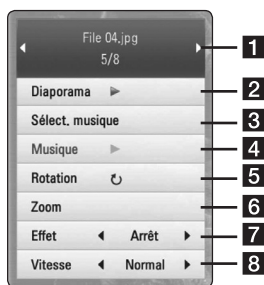 File 04.jpg
5/8
1
Diaporama
2
Sélect. musique
3
Musique
4
Rotation
5
Zoom
6
Effet Arrêt
7
Vitesse Normal
8